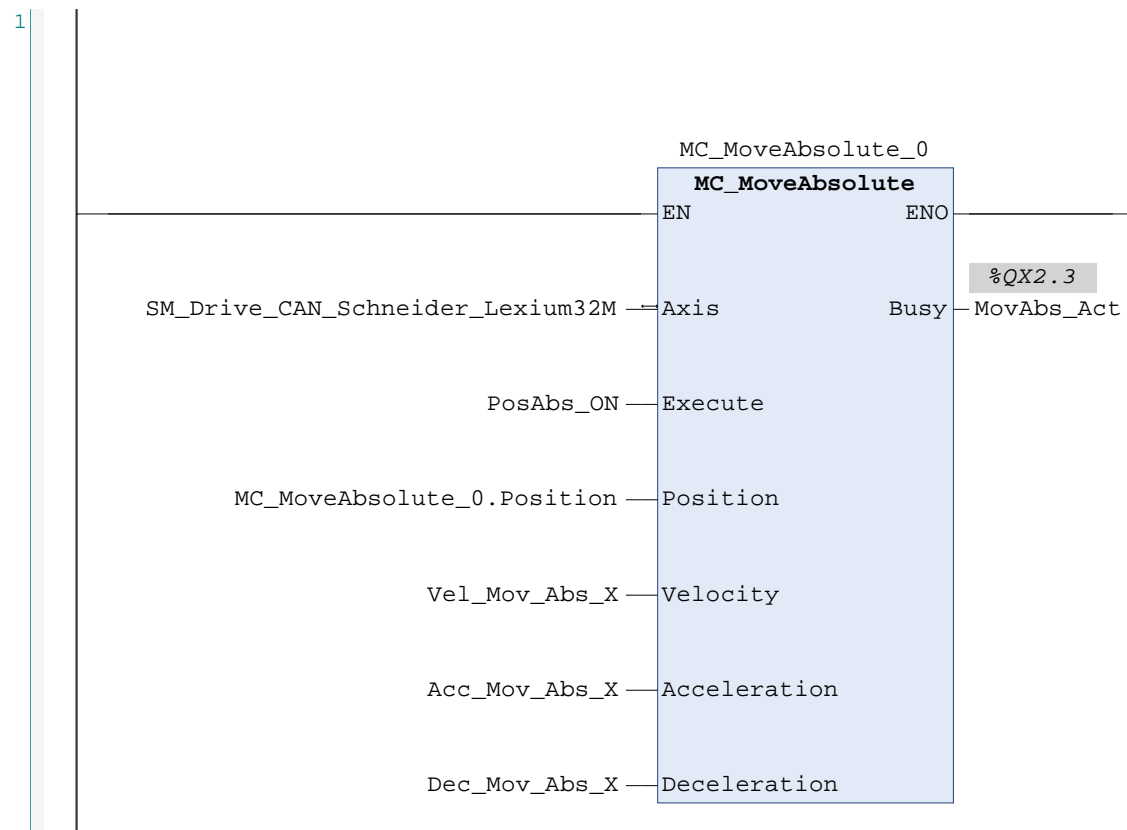 1
MC_MoveAbsolute_0
MC_MoveAbsolute
EN ENO
%QX2.3
SM_Drive_CAN_Schneider_Lexium32M Axis Busy MovAbs_Act
PosAbs_ON Execute
MC_MoveAbsolute_0.Position Position
Vel_Mov_Abs_X Velocity
Acc_Mov_Abs_X Acceleration
Dec_Mov_Abs_X Deceleration